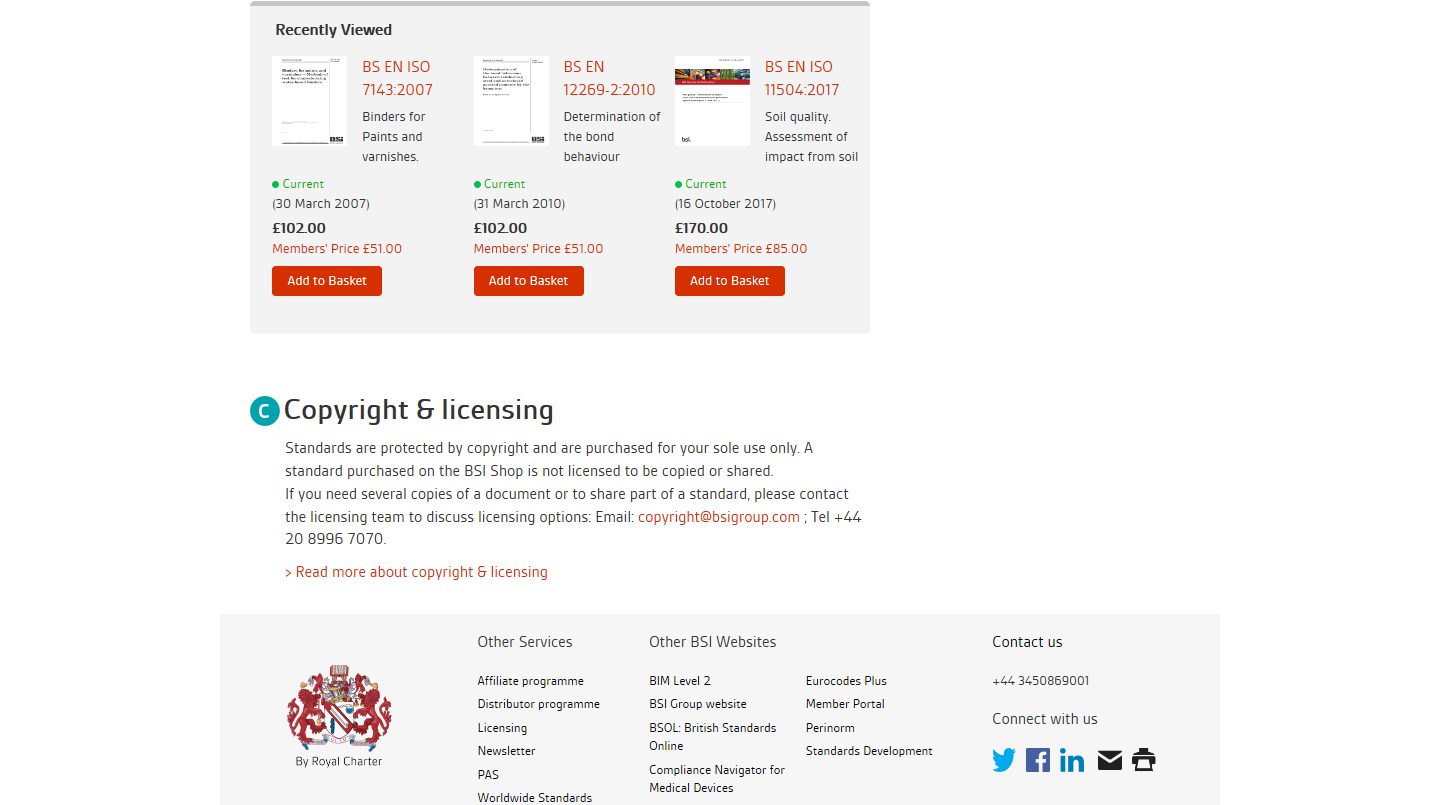 Recently Viewed
BS EN ISO
7143:2007
Binders for
Paints and
varnishes.
Current
(30 March 2007)
£102.00
Members' Price £51.00
Add to Basket
BS EN
12269-2:2010
Determination of
the bond
behaviour
Current
(31 March 2010)
£102.00
Members' Price £51.00
Add to Basket
bsi.
BS EN ISO
11504:2017
Soil quality.
Assessment of
impact from soil
Current
(16 October 2017)
£170.00
Members' Price £85.00
Add to Basket
C Copyright & licensing
Standards are protected by copyright and are purchased for your sole use only. A
standard purchased on the BSI Shop is not licensed to be copied or shared.
If you need several copies of a document or to share part of a standard, please contact
the licensing team to discuss licensing options: Email: copyright@bsigroup.com ; Tel +44
20 8996 7070.
> Read more about copyright & licensing
By Royal Charter
Other Services
Affiliate programme
Distributor programme
Licensing
Newsletter
PAS
Worldwide Standards
Other BSI Websites
BIM Level 2
BSI Group website
BSOL: British Standards
Online
Compliance Navigator for
Medical Devices
Eurocodes Plus
Member Portal
Perinorm
Standards Development
Contact us
+44 3450869001
Connect with us